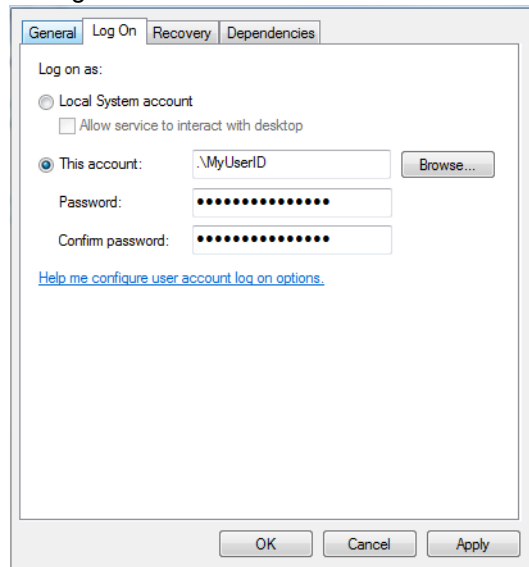 General Log On Recovery Dependencies
Log on as:
Local System account
Allow service to interact with desktop
This account: .\MyUserID Browse...
Password: •••••••••••••••
Confirm password: •••••••••••••••
Help me configure user account log on options.
OK Cancel Apply